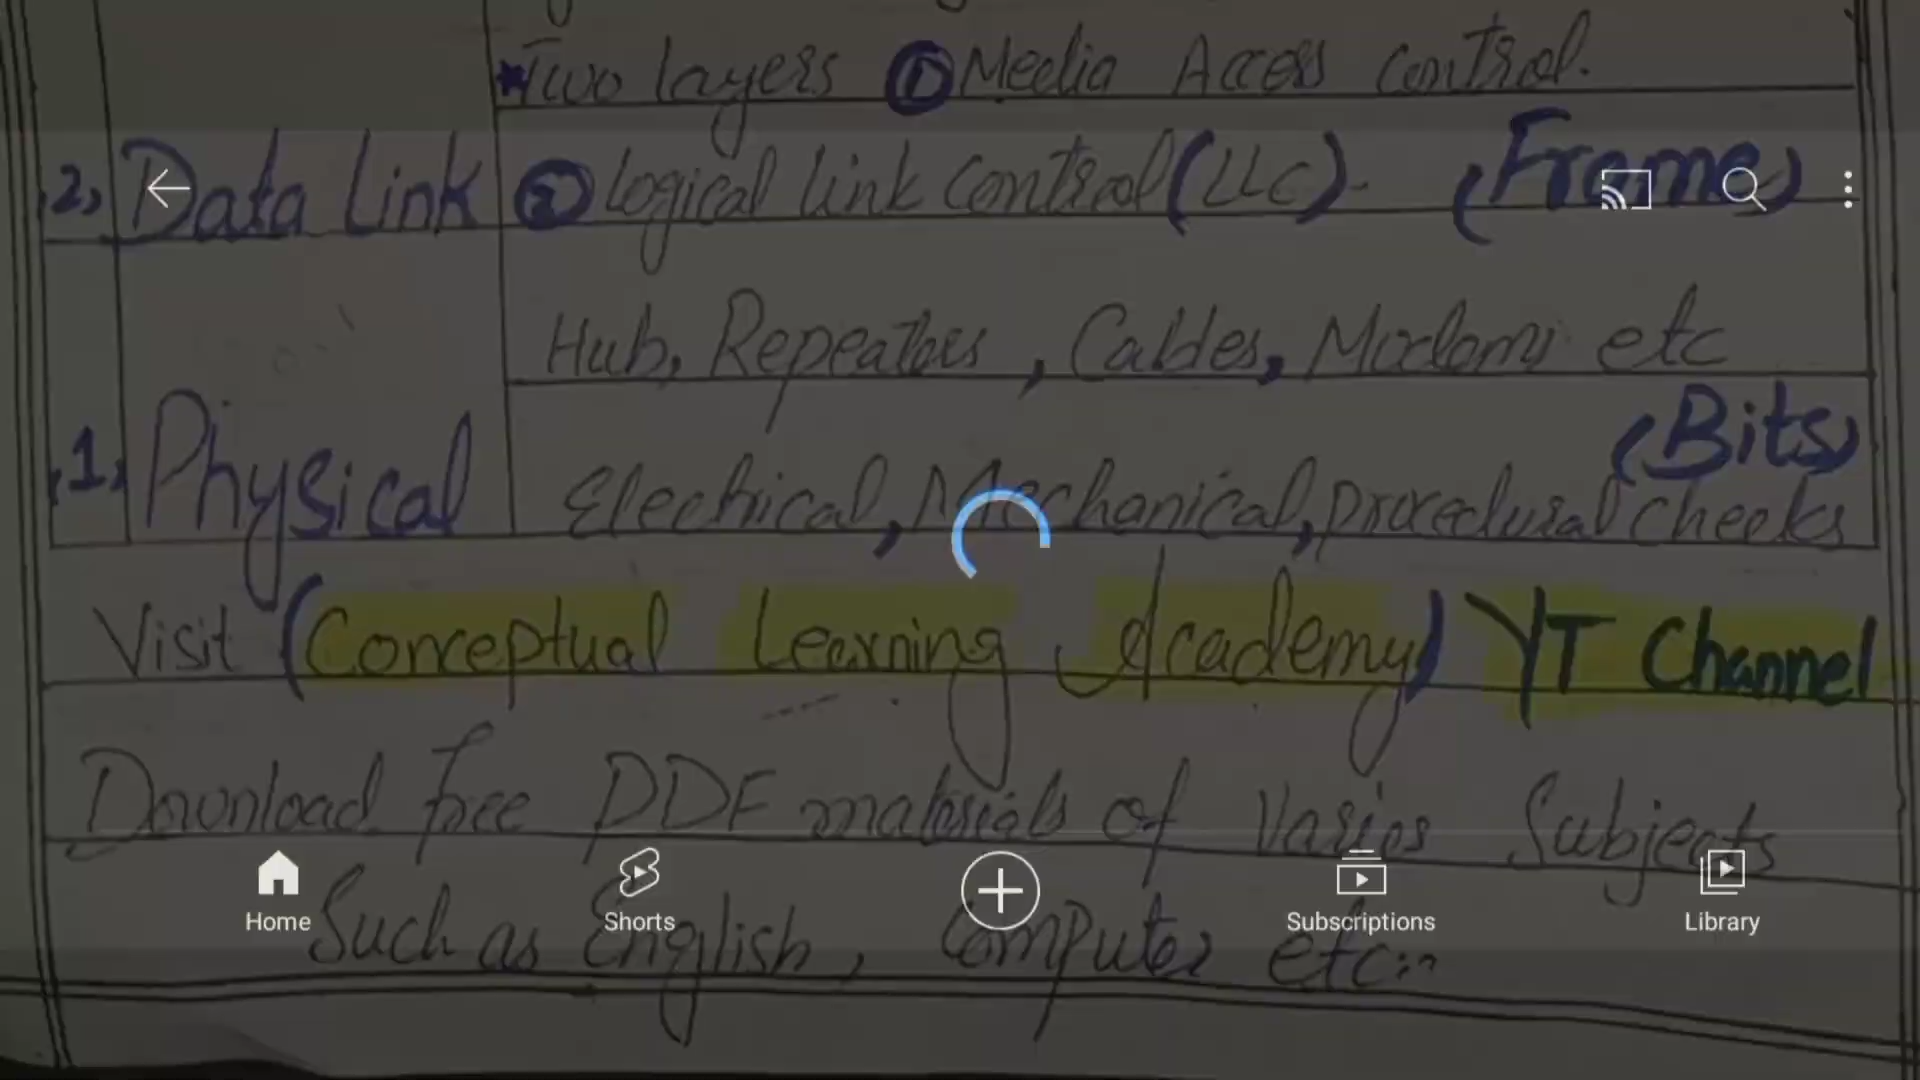 *Two layers ① Media Access Control.
2, Data Link ② Logical link Control (LLC). (Frame)
Hub, Repeaters, Cables, Modems etc
(Bits)
1, Physical Electrical, Mechanical, procedural checks
Visit (Conceptual Learning Academy) YT Channel
Download free PDF materials of Varios Subjects
Home Shorts Subscriptions Library
Such as English, Computer etc..